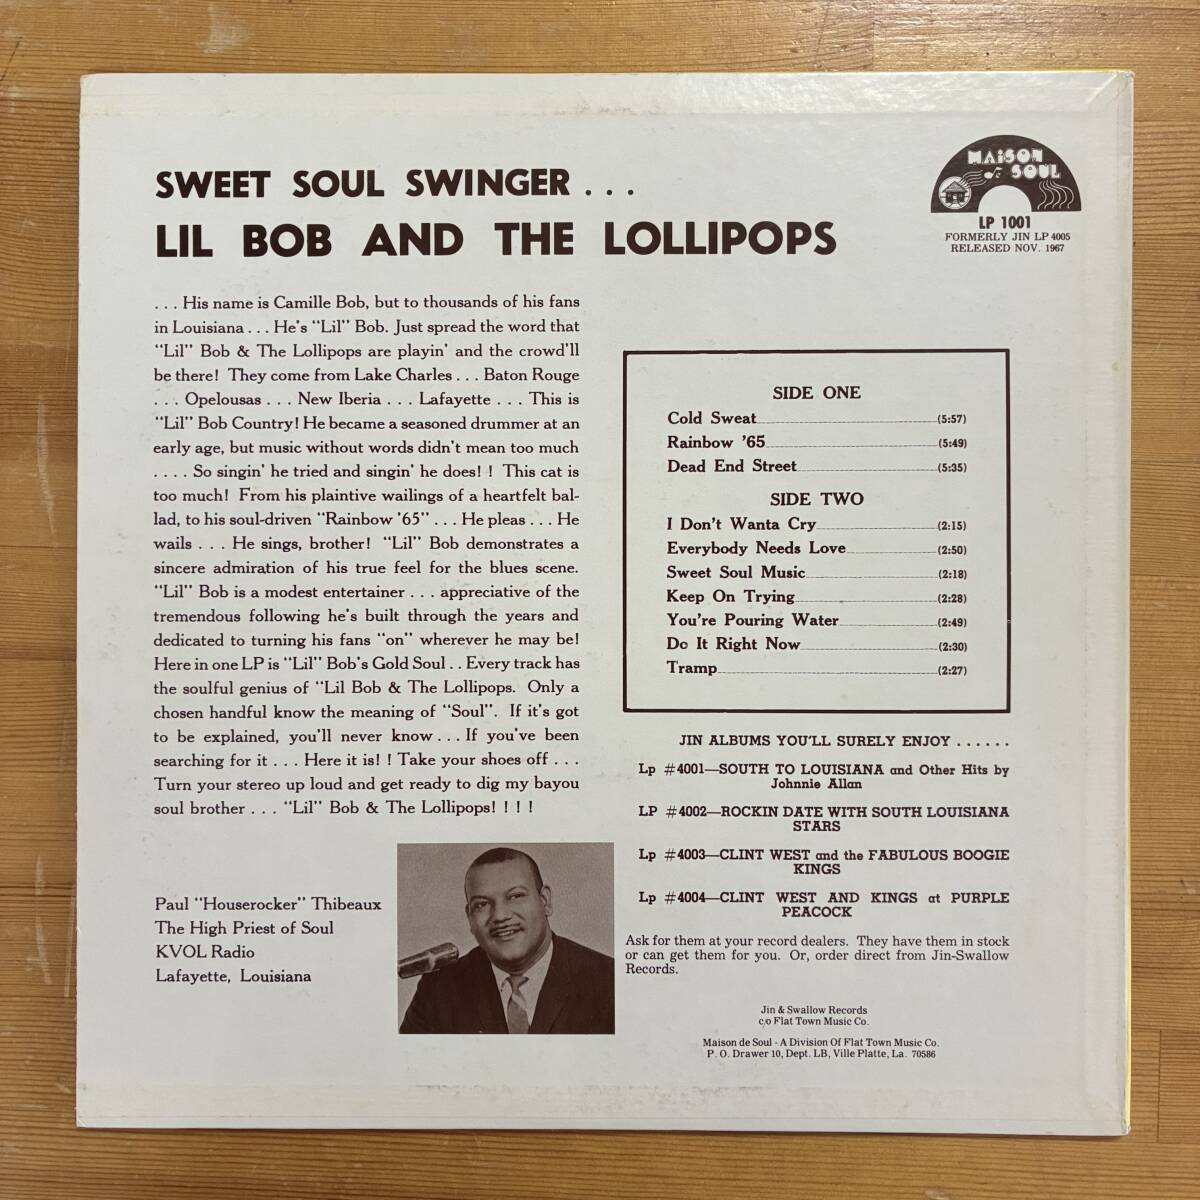 SWEET SOUL SWINGER . . .
LIL BOB AND THE LOLLIPOPS
MAISON
de SOUL
LP 1001
FORMERLY JIN LP 4005
RELEASED NOV. 1967
. . . His name is Camille Bob, but to thousands of his fans
in Louisiana . . . He's "Lil" Bob. Just spread the word that
"Lil" Bob & The Lollipops are playin' and the crowd'll
be there! They come from Lake Charles . . . Baton Rouge
. . . Opelousas . . . New Iberia . . . Lafayette . . . This is
"Lil" Bob Country! He became a seasoned drummer at an
early age, but music without words didn't mean too much
. . . . So singin' he tried and singin' he does! ! This cat is
too much! From his plaintive wailings of a heartfelt bal-
lad, to his soul-driven "Rainbow '65" . . . He pleas . . . He
wails . . . He sings, brother! "Lil" Bob demonstrates a
sincere admiration of his true feel for the blues scene.
"Lil" Bob is a modest entertainer . . . appreciative of the
tremendous following he's built through the years and
dedicated to turning his fans "on" wherever he may be!
Here in one LP is "Lil" Bob's Gold Soul . . Every track has
the soulful genius of "Lil Bob & The Lollipops. Only a
chosen handful know the meaning of "Soul". If it's got
to be explained, you'll never know . . . If you've been
searching for it . . . Here it is! ! Take your shoes off . . .
Turn your stereo up loud and get ready to dig my bayou
soul brother . . . "Lil" Bob & The Lollipops! ! ! !
Paul "Houserocker" Thibeaux
The High Priest of Soul
KVOL Radio
Lafayette, Louisiana
SIDE ONE
Cold Sweat (5:57)
Rainbow '65 (5:49)
Dead End Street (5:35)
SIDE TWO
I Don't Wanta Cry (2:15)
Everybody Needs Love (2:50)
Sweet Soul Music (2:18)
Keep On Trying (2:28)
You're Pouring Water (2:49)
Do It Right Now (2:30)
Tramp (2:27)
JIN ALBUMS YOU'LL SURELY ENJOY . . . . . .
Lp #4001—SOUTH TO LOUISIANA and Other Hits by
Johnnie Allan
LP #4002—ROCKIN DATE WITH SOUTH LOUISIANA
STARS
Lp #4003—CLINT WEST and the FABULOUS BOOGIE
KINGS
Lp #4004—CLINT WEST AND KINGS at PURPLE
PEACOCK
Ask for them at your record dealers. They have them in stock
or can get them for you. Or, order direct from Jin-Swallow
Records.
Jin & Swallow Records
c/o Flat Town Music Co.
Maison de Soul - A Division Of Flat Town Music Co.
P. O. Drawer 10, Dept. LB, Ville Platte, La. 70586